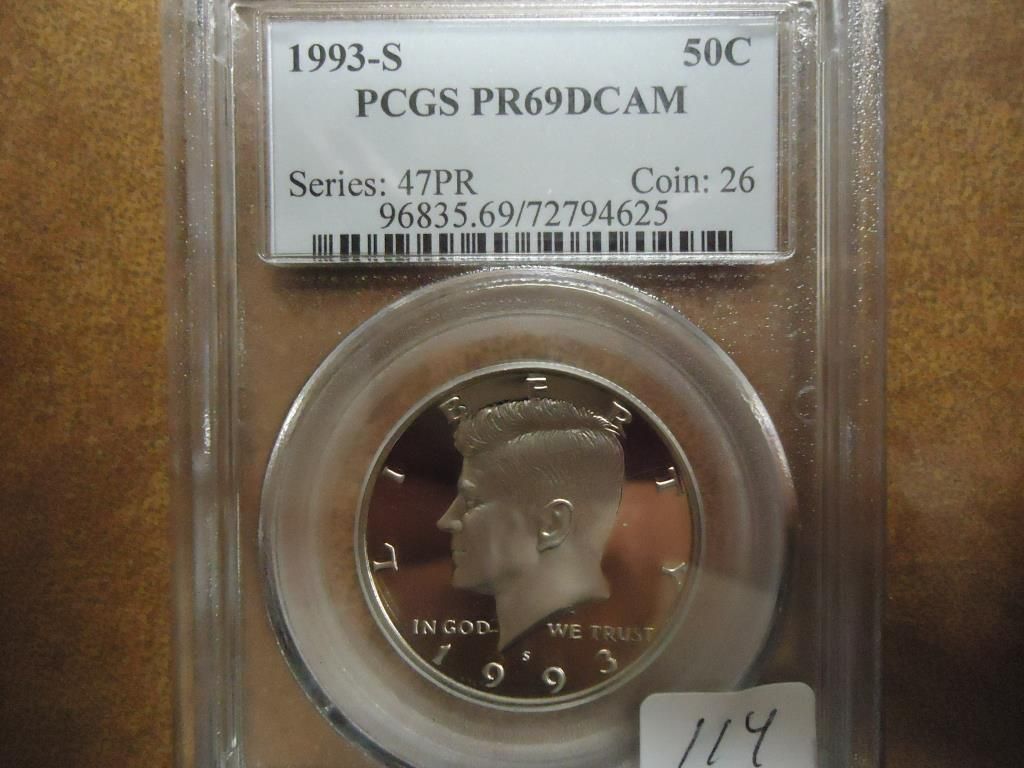 1993-S 50C
PCGS PR69DCAM
Series: 47PR Coin: 26
96835.69/72794625
LIBERTY
IN GOD WE TRUST
S
1993
114